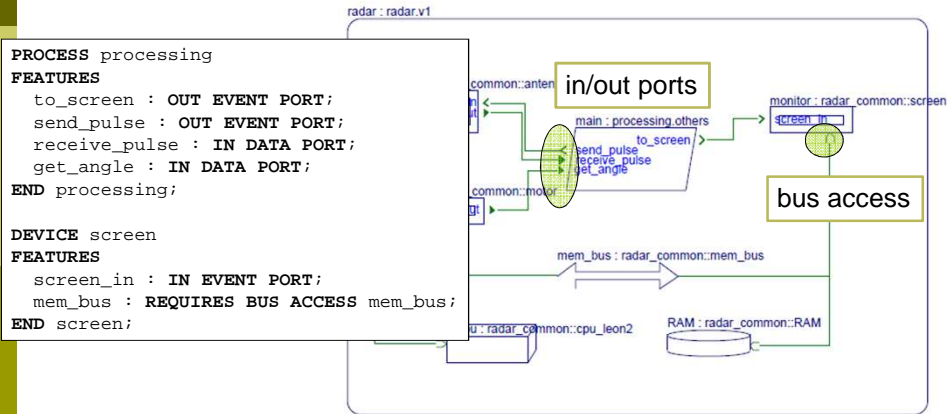 radar : radar.v1
PROCESS processing
FEATURES
to_screen : OUT EVENT PORT;
send_pulse : OUT EVENT PORT;
receive_pulse : IN DATA PORT;
get_angle : IN DATA PORT;
END processing;
DEVICE screen
FEATURES
screen_in : IN EVENT PORT;
mem_bus : REQUIRES BUS ACCESS mem_bus;
END screen;
common::anten
in/out ports
monitor : radar_common::screen
screen_in
main : processing.others
to_screen
send_pulse
receive_pulse
get_angle
common::motor
bus access
mem_bus : radar_common::mem_bus
u : radar_common::cpu_leon2
RAM : radar_common::RAM